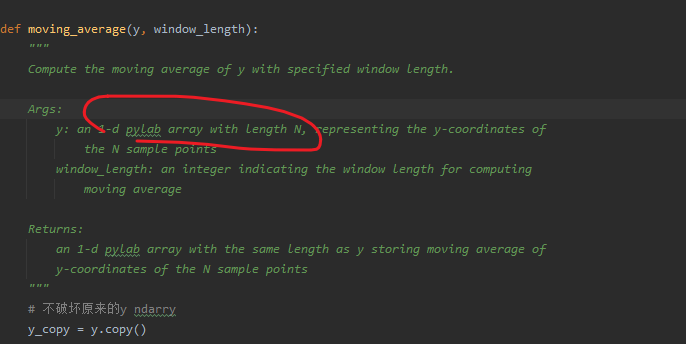 def moving_average(y, window_length):
"""
Compute the moving average of y with specified window length.
Args:
y: an 1-d pylab array with length N, representing the y-coordinates of
the N sample points
window_length: an integer indicating the window length for computing
moving average
Returns:
an 1-d pylab array with the same length as y storing moving average of
y-coordinates of the N sample points
"""
# 不破坏原来的y ndarry
y_copy = y.copy()